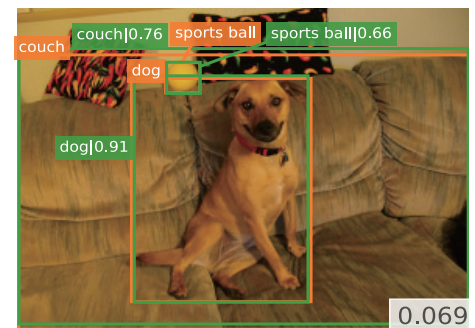 couch|0.76
sports ball
sports ball|0.66
couch
dog
dog|0.91
0.069